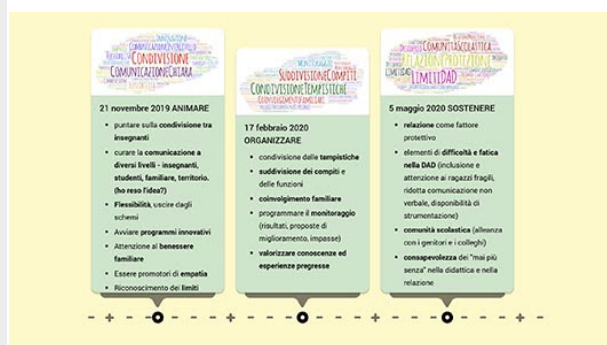 INNOVAZIONE
CONDIVISIONE
COMUNICAZIONECHIARA
21 novembre 2019 ANIMARE
• puntare sulla condivisione tra
insegnanti
• curare la comunicazione a
diversi livelli - insegnanti,
studenti, familiare, territorio.
(ho reso l'idea?)
• Flessibilità, uscire dagli
schemi
• Avviare programmi innovativi
• Attenzione al benessere
familiare
• Essere promotori di empatia
• Riconoscimento dei limiti
MONITORAGGIO
SUDDIVISIONECOMPITI
CONDIVISIONETEMPISTICHE
COINVOLGIMENTOFAMILIARE
17 febbraio 2020
ORGANIZZARE
• condivisione delle tampistiche
• suddivisione dei compiti e
delle funzioni
• coinvolgimento familiare
• programmare il monitoraggio
(risultati, proposte di
miglioramento, impasse)
• valorizzare conoscenze ed
esperienze pregresse
COMUNITASCOLASTICA
RELAZIONEPROTEZIONE
LIMITIDAD
5 maggio 2020 SOSTENERE
• relazione come fattore
protettivo
• elementi di difficoltà e fatica
nella DAD (inclusione e
attenzione ai ragazzi fragili,
ridotta comunicazione non
verbale, disponibilità di
strumentazione)
• comunità scolastica (alleanza
con i genitori e i colleghi)
• consapevolezza dei "mai più
senza" nella didattica e nella
relazione